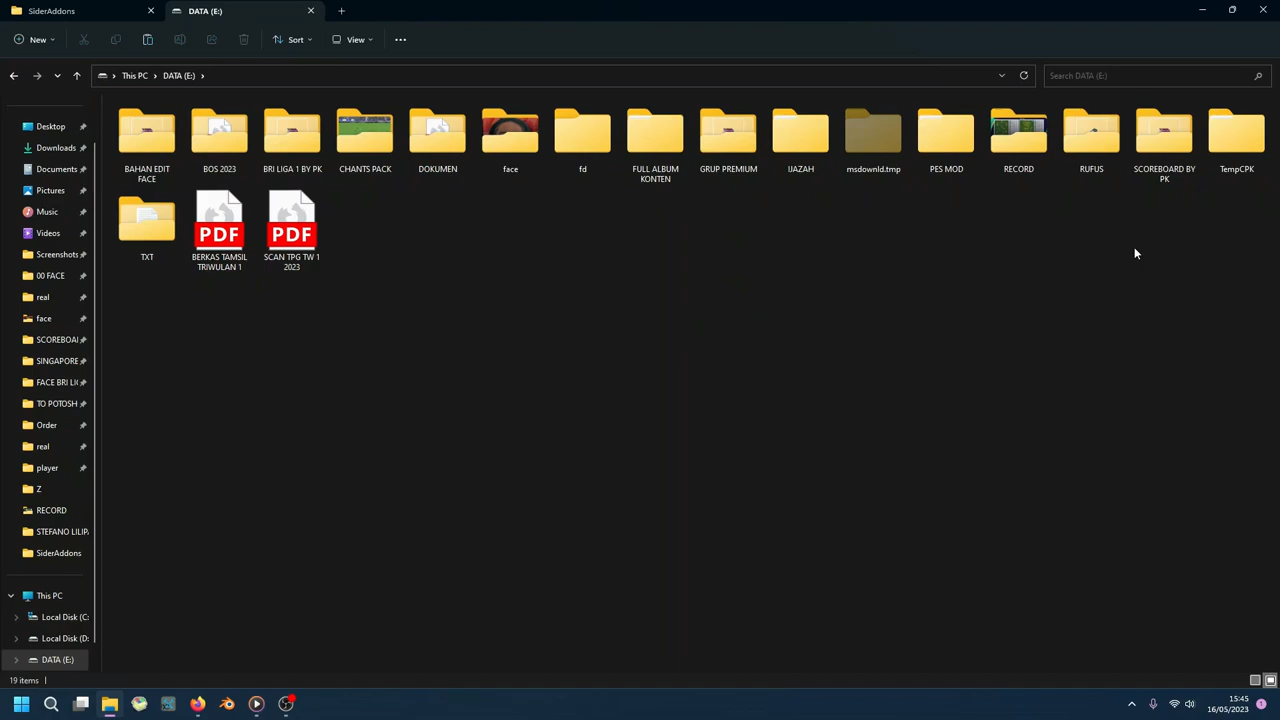 SiderAddons
DATA (E:)
New
Sort
View
This PC
DATA (E:)
Search DATA (E:)
Desktop
Downloads
Documents
Pictures
Music
Videos
Screenshots
00 FACE
real
face
SCOREBOAI
SINGAPORE
FACE BRI LI
TO POTOSH
Order
real
player
Z
RECORD
STEFANO LILIPA
SiderAddons
This PC
Local Disk (C:
Local Disk (D:
DATA (E:)
BAHAN EDIT
FACE
BOS 2023
BRI LIGA 1 BY PK
CHANTS PACK
DOKUMEN
face
fd
FULL ALBUM
KONTEN
GRUP PREMIUM
IJAZAH
msdownld.tmp
PES MOD
RECORD
RUFUS
SCOREBOARD BY
PK
TempCPK
TXT
PDF
BERKAS TAMSIL
TRIWULAN 1
PDF
SCAN TPG TW 1
2023
19 items
15:45
16/05/2023
1